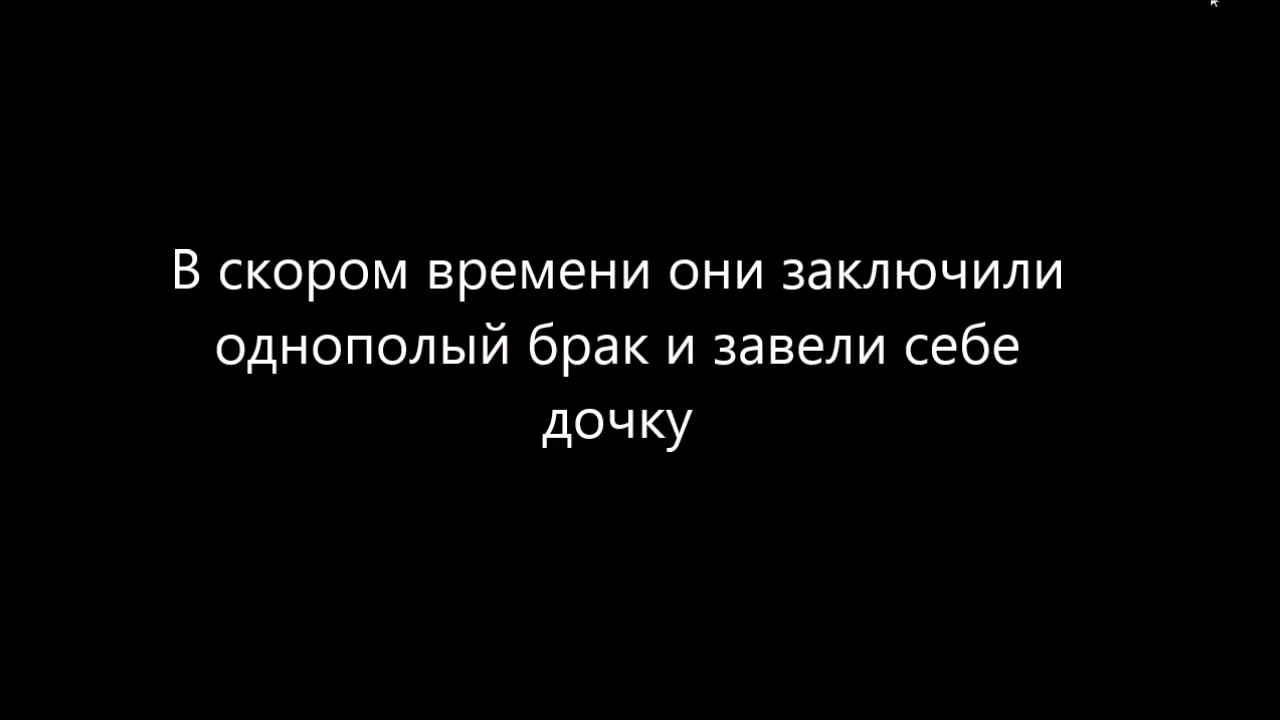 В скором времени они заключили
однополый брак и завели себе
дочку